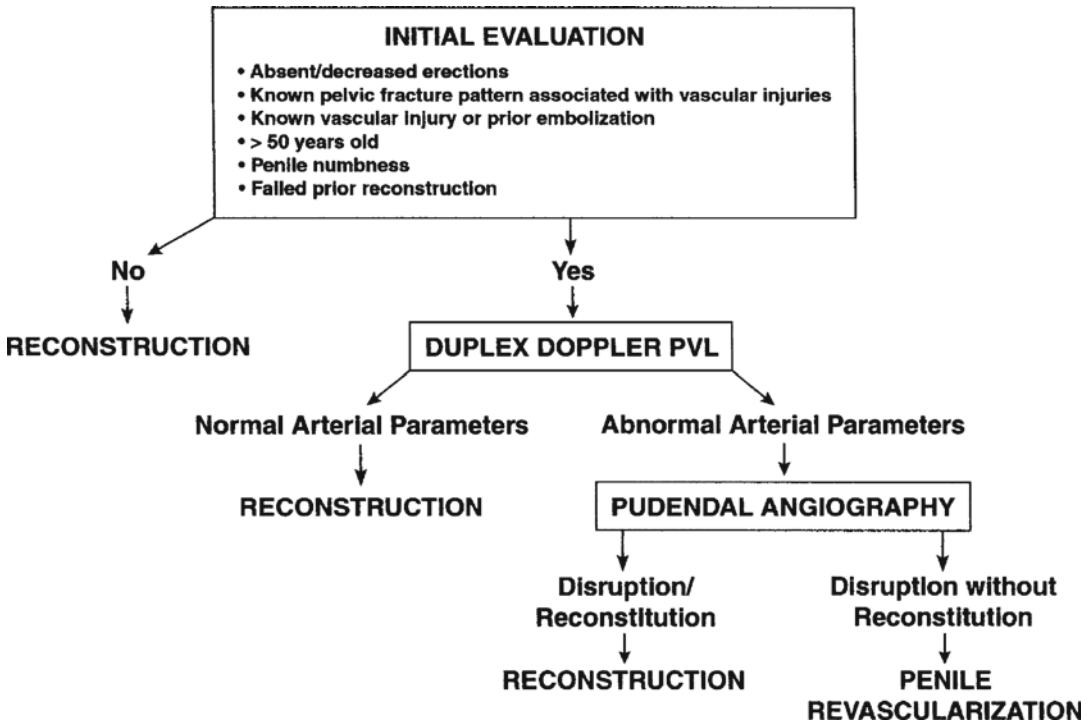 INITIAL EVALUATION
• Absent/decreased erections
• Known pelvic fracture pattern associated with vascular injuries
• Known vascular injury or prior embolization
• > 50 years old
• Penile numbness
• Failed prior reconstruction
No
Yes
RECONSTRUCTION
DUPLEX DOPPLER PVL
Normal Arterial Parameters
Abnormal Arterial Parameters
RECONSTRUCTION
PUDENDAL ANGIOGRAPHY
Disruption/
Reconstitution
Disruption without
Reconstitution
RECONSTRUCTION
PENILE
REVASCULARIZATION